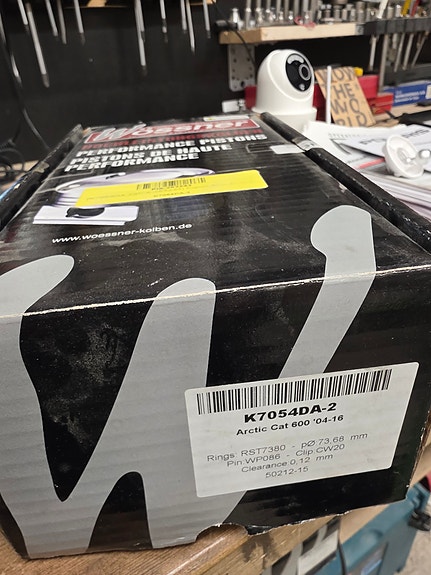 Woessner
PERFORMANCE PISTONS
PISTONS DE HAUTE
PERFORMANCE
www.woessner-kolben.de
K7054DA-2
Arctic Cat 600 '04-16
Rings RST7380 - pØ 73,68 mm
Pin WP086 - Clip CW20
Clearance 0,12 mm
50212-15